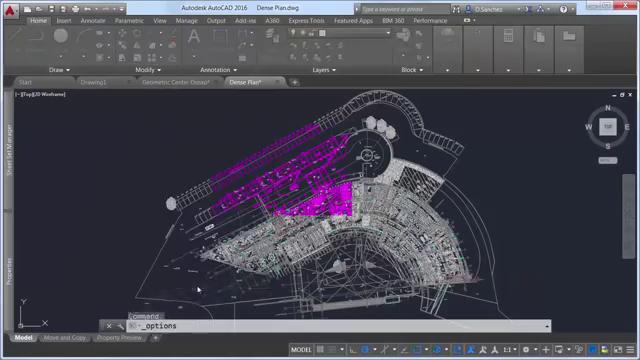 Autodesk AutoCAD 2016 Dense Plan.dwg
Type a keyword or phrase
D.Sanchez
Home Insert Annotate Parametric View Manage Output Add-ins Express Tools Featured Apps BIM 360 Performance
Draw Modify Layers Block
Start Drawing1 Geometric Center Osnap* Dense Plan*
[-][Top][2D Wireframe]
N
W TOP E
S
Sheet Set Manager
Properties
Y
X
Command:
_options
Model Move and Copy Property Preview
MODEL 1:1